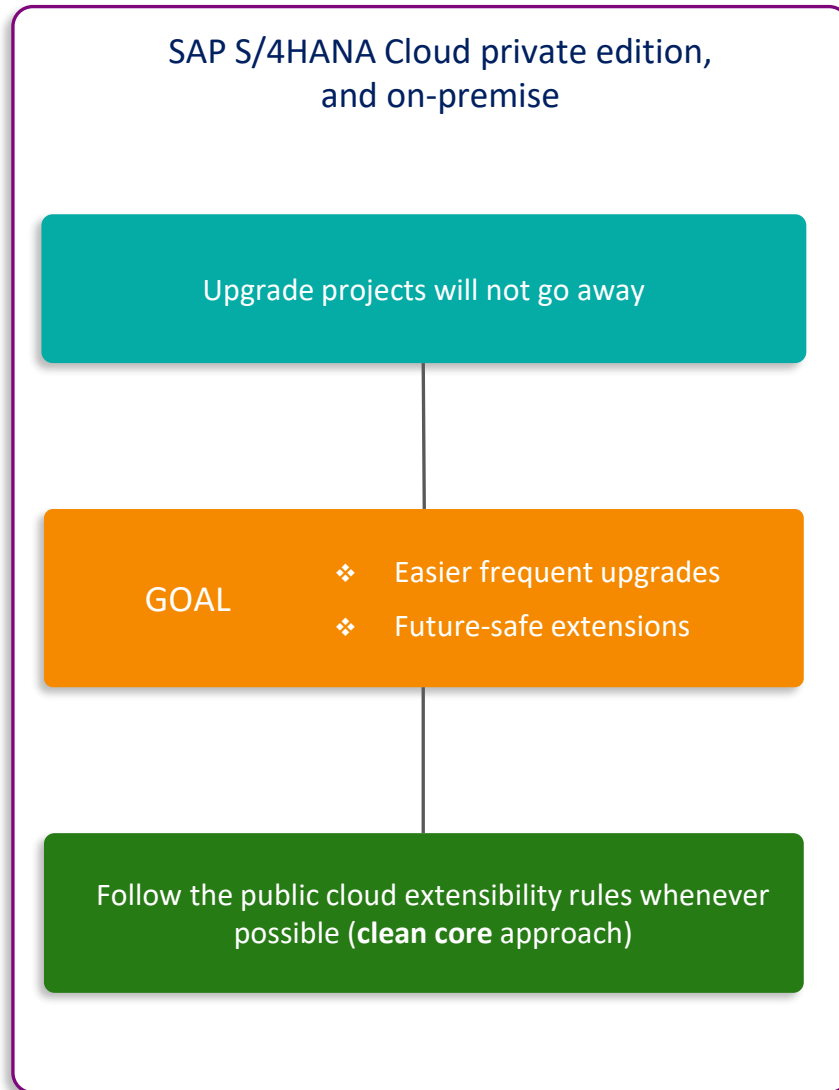 SAP S/4HANA Cloud private edition,
and on-premise
Upgrade projects will not go away
GOAL
❖ Easier frequent upgrades
❖ Future-safe extensions
Follow the public cloud extensibility rules whenever
possible (clean core approach)